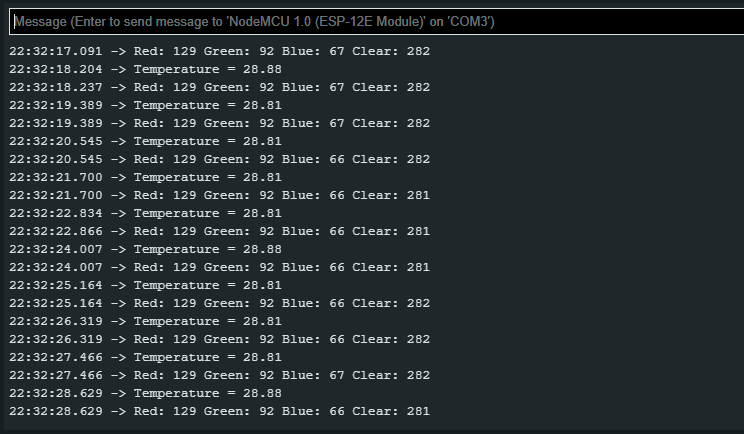 Message (Enter to send message to 'NodeMCU 1.0 (ESP-12E Module)' on 'COM3')
22:32:17.091 -> Red: 129 Green: 92 Blue: 67 Clear: 282
22:32:18.204 -> Temperature = 28.88
22:32:18.237 -> Red: 129 Green: 92 Blue: 67 Clear: 282
22:32:19.389 -> Temperature = 28.81
22:32:19.389 -> Red: 129 Green: 92 Blue: 67 Clear: 282
22:32:20.545 -> Temperature = 28.81
22:32:20.545 -> Red: 129 Green: 92 Blue: 66 Clear: 282
22:32:21.700 -> Temperature = 28.81
22:32:21.700 -> Red: 129 Green: 92 Blue: 66 Clear: 281
22:32:22.834 -> Temperature = 28.81
22:32:22.866 -> Red: 129 Green: 92 Blue: 66 Clear: 281
22:32:24.007 -> Temperature = 28.88
22:32:24.007 -> Red: 129 Green: 92 Blue: 66 Clear: 281
22:32:25.164 -> Temperature = 28.81
22:32:25.164 -> Red: 129 Green: 92 Blue: 66 Clear: 282
22:32:26.319 -> Temperature = 28.81
22:32:26.319 -> Red: 129 Green: 92 Blue: 66 Clear: 282
22:32:27.466 -> Temperature = 28.81
22:32:27.466 -> Red: 129 Green: 92 Blue: 67 Clear: 282
22:32:28.629 -> Temperature = 28.88
22:32:28.629 -> Red: 129 Green: 92 Blue: 66 Clear: 281